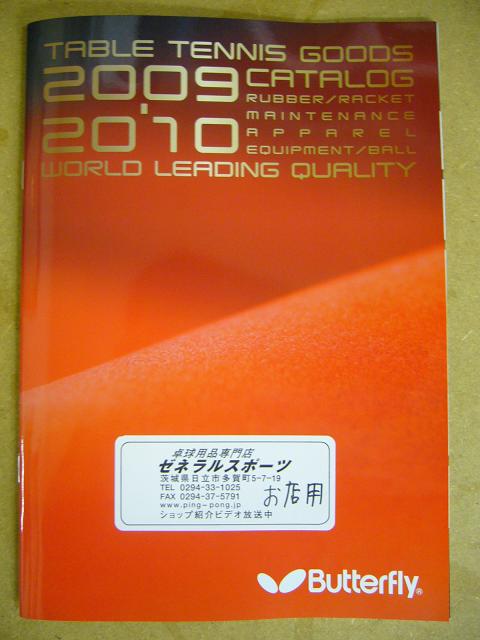 TABLE TENNIS GOODS
2009 CATALOG
RUBBER/RACKET
MAINTENANCE
'2010 APPAREL
EQUIPMENT/BALL
WORLD LEADING QUALITY
卓球用品専門店
ゼネラルスポーツ
茨城県日立市多賀町5-7-19
TEL 0294-33-1025
FAX 0294-37-5791
www.ping-pong.jp
ショップ紹介ビデオ放送中
お店用
Butterfly®